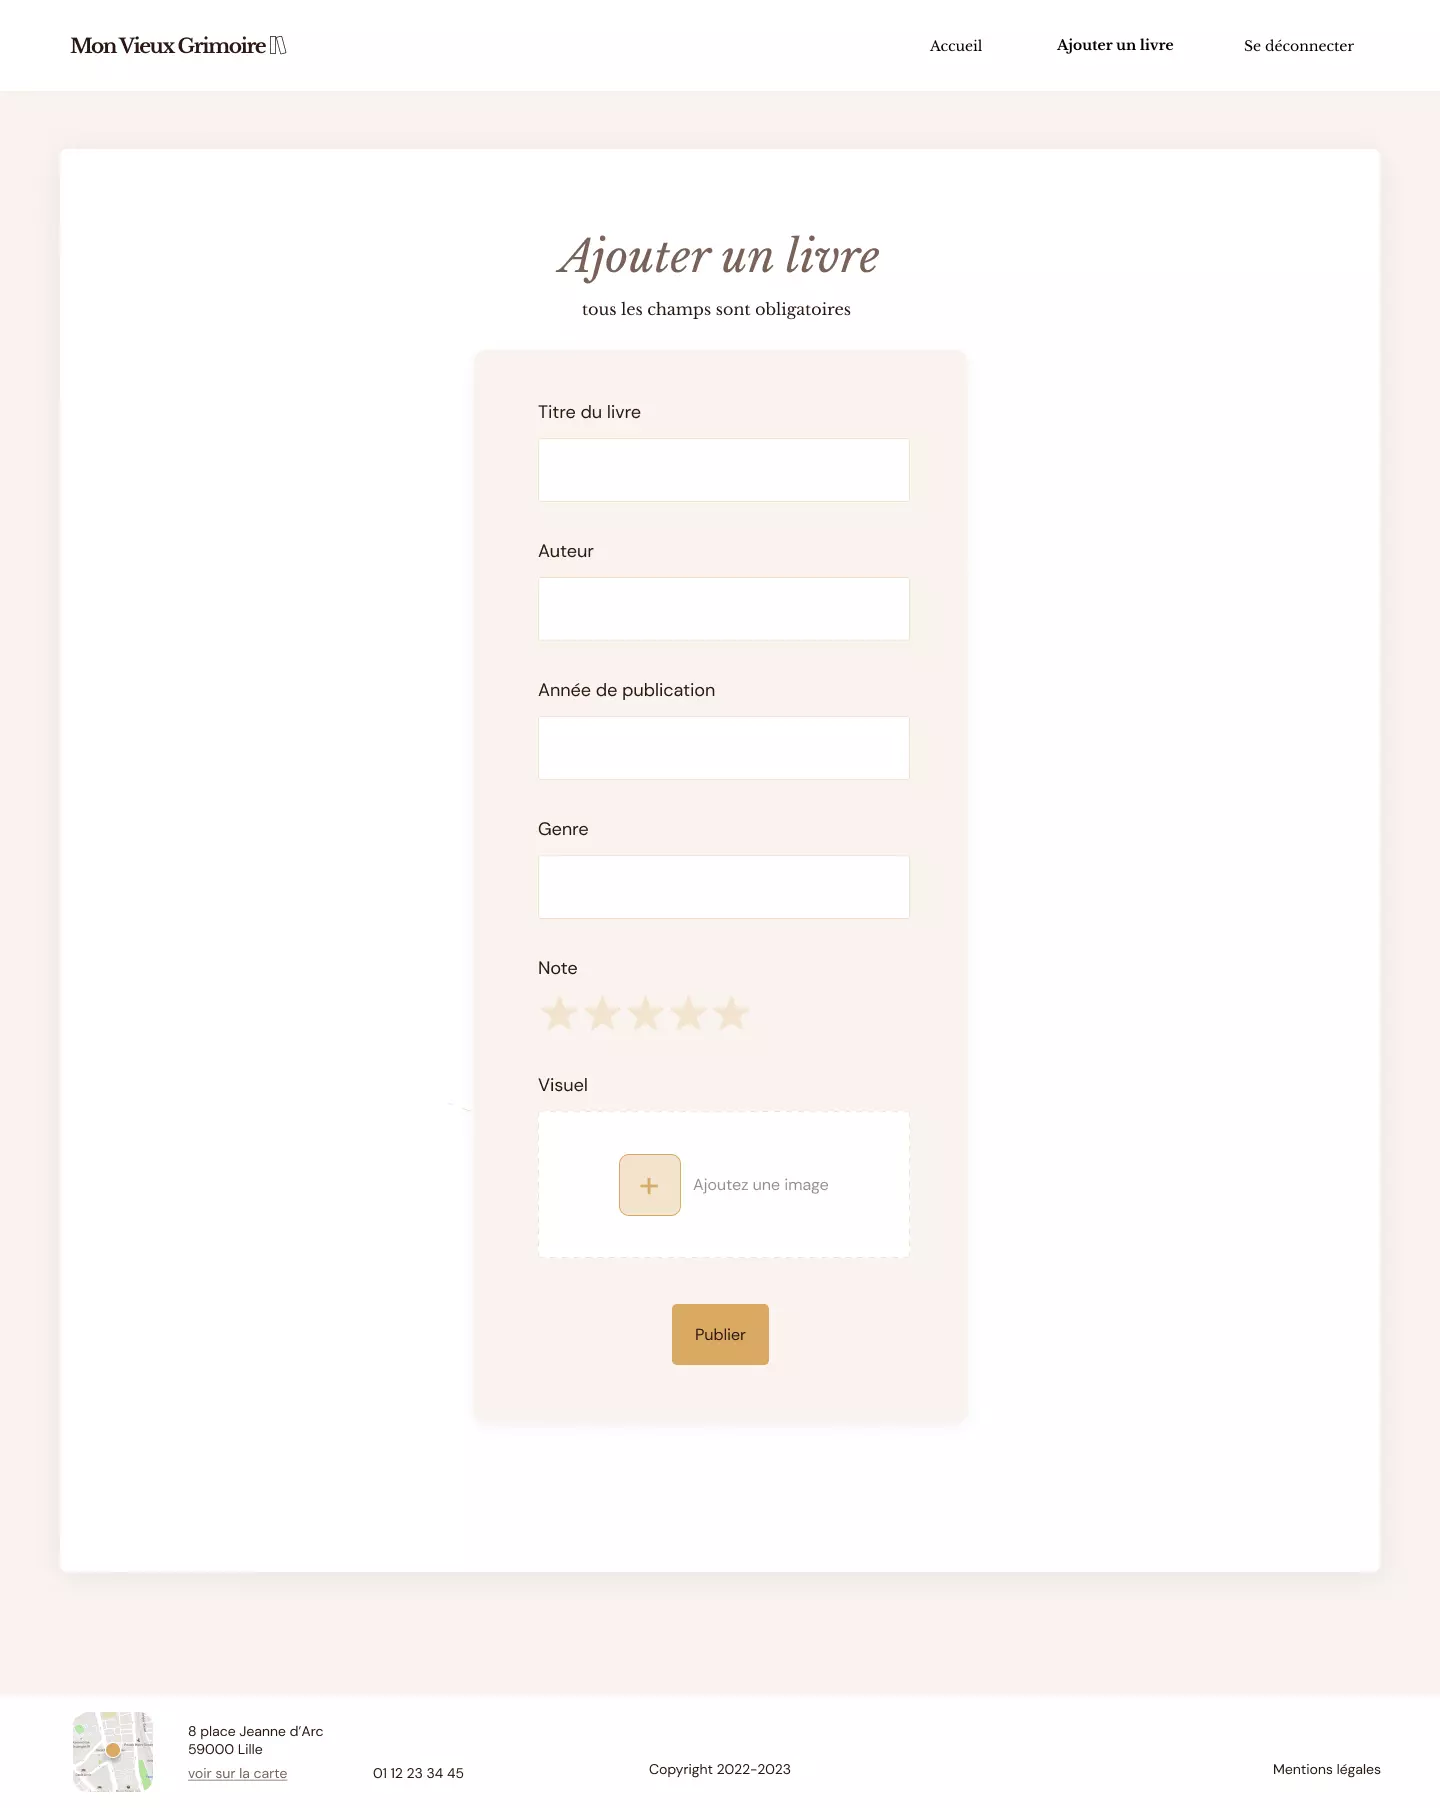 Mon Vieux Grimoire
Accueil
Ajouter un livre
Se déconnecter
Ajouter un livre
tous les champs sont obligatoires
Titre du livre
Auteur
Année de publication
Genre
Note
Visuel
+ Ajoutez une image
Publier
8 place Jeanne d’Arc
59000 Lille
voir sur la carte
01 12 23 34 45
Copyright 2022-2023
Mentions légales